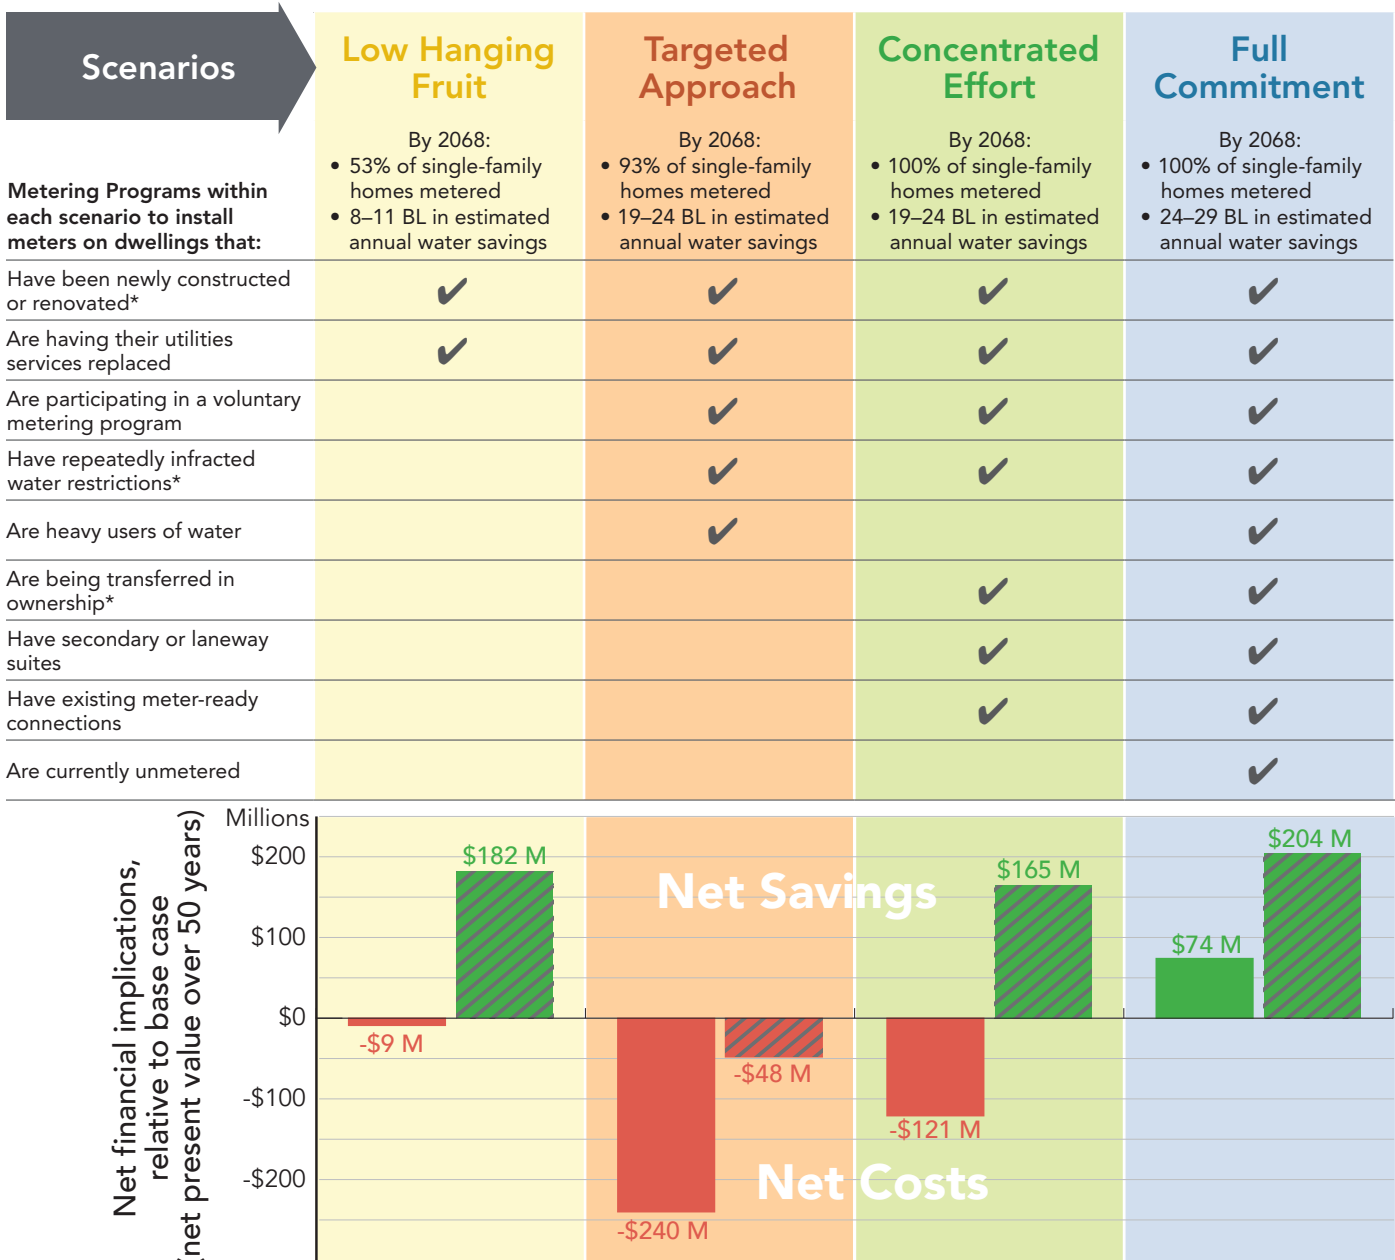 Scenarios
Low Hanging
Fruit
Targeted
Approach
Concentrated
Effort
Full
Commitment
Metering Programs within
each scenario to install
meters on dwellings that:
By 2068:
• 53% of single-family
homes metered
• 8–11 BL in estimated
annual water savings
By 2068:
• 93% of single-family
homes metered
• 19–24 BL in estimated
annual water savings
By 2068:
• 100% of single-family
homes metered
• 19–24 BL in estimated
annual water savings
By 2068:
• 100% of single-family
homes metered
• 24–29 BL in estimated
annual water savings
Have been newly constructed
or renovated*
✔ ✔ ✔ ✔
Are having their utilities
services replaced
✔ ✔ ✔ ✔
Are participating in a voluntary
metering program
✔ ✔ ✔
Have repeatedly infracted
water restrictions*
✔ ✔ ✔
Are heavy users of water
✔ ✔
Are being transferred in
ownership*
✔ ✔
Have secondary or laneway
suites
✔ ✔
Have existing meter-ready
connections
✔ ✔
Are currently unmetered
✔
Net financial implications,
relative to base case
(net present value over 50 years)
Millions
$200
$100
$0
-$100
-$200
Net Savings
Net Costs
-$9 M
$182 M
-$240 M
-$48 M
-$121 M
$165 M
$74 M
$204 M